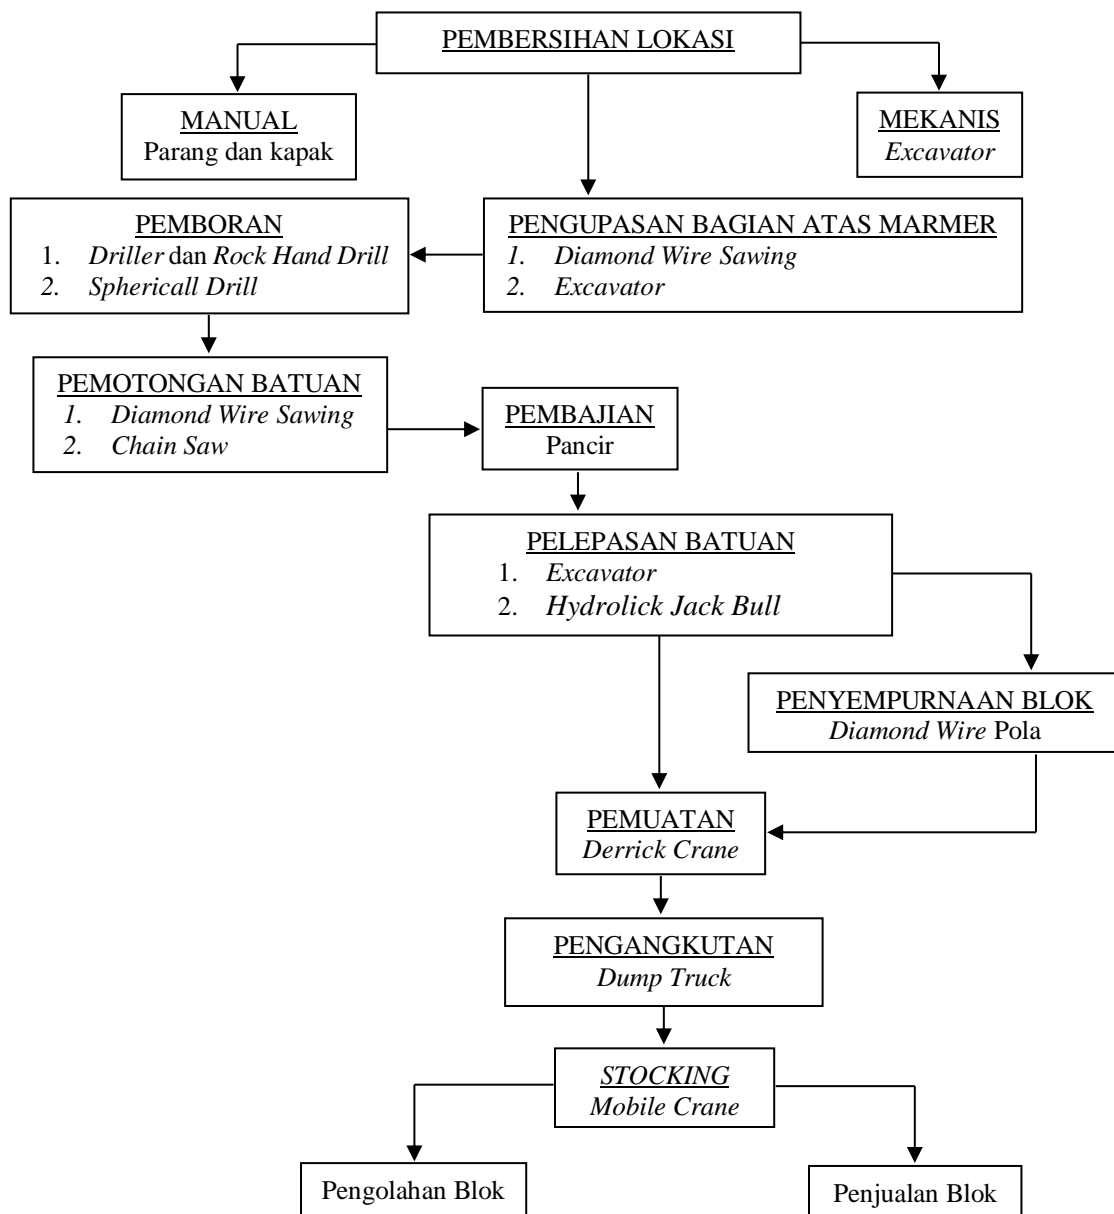 PEMBERSIHAN LOKASI
MANUAL
Parang dan kapak
MEKANIS
Excavator
PEMBORAN
1. Driller dan Rock Hand Drill
2. Sphericall Drill
PENGUPASAN BAGIAN ATAS MARMER
1. Diamond Wire Sawing
2. Excavator
PEMOTONGAN BATUAN
1. Diamond Wire Sawing
2. Chain Saw
PEMBAJIAN
Pancir
PELEPASAN BATUAN
1. Excavator
2. Hydrolick Jack Bull
PENYEMPURNAAN BLOK
Diamond Wire Pola
PEMUATAN
Derrick Crane
PENGANGKUTAN
Dump Truck
STOCKING
Mobile Crane
Pengolahan Blok
Penjualan Blok